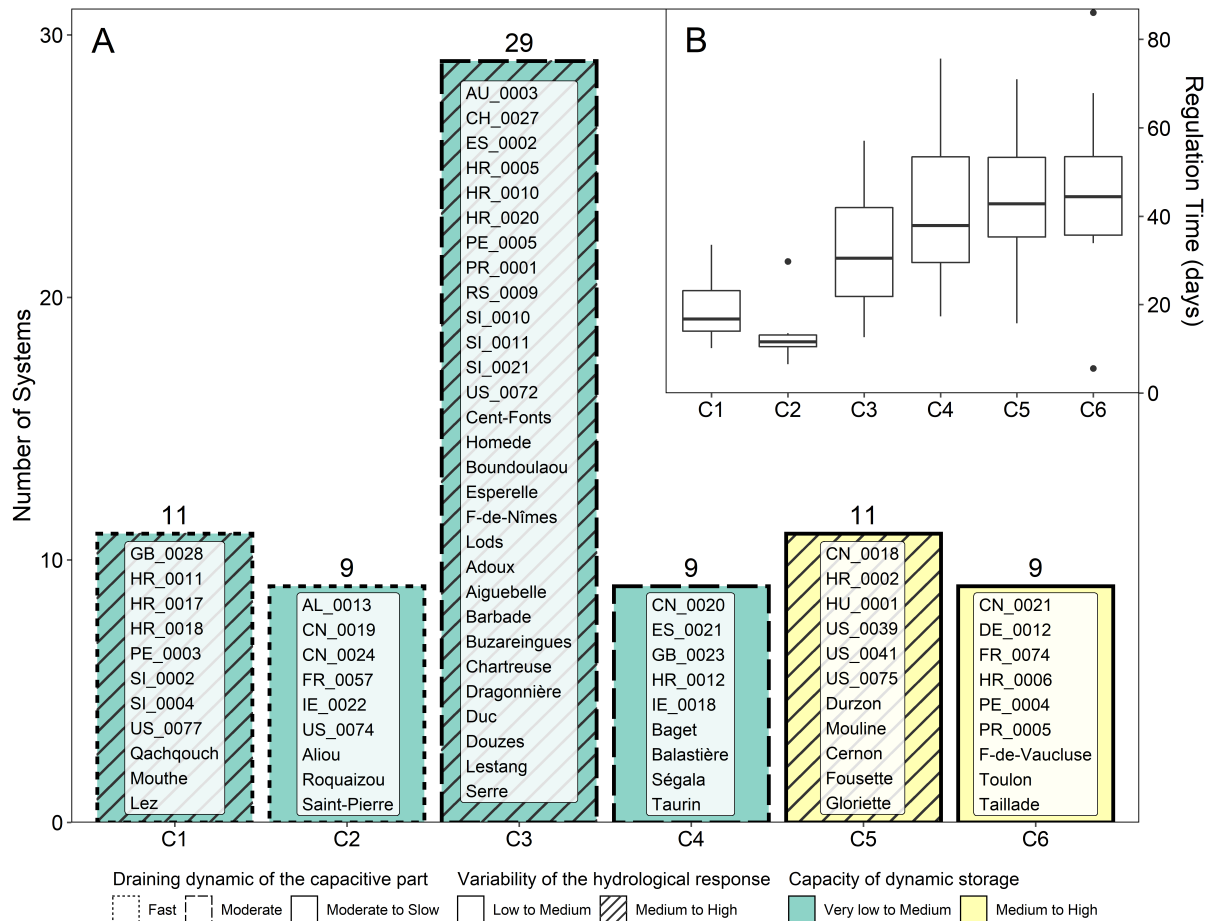 A
B
Number of Systems
30
20
10
0
29
11
9
9
11
9
AU_0003
CH_0027
ES_0002
HR_0005
HR_0010
HR_0020
PE_0005
PR_0001
RS_0009
SI_0010
SI_0011
SI_0021
US_0072
Cent-Fonts
Homede
Boundoulaou
Esperelle
F-de-Nîmes
Lods
Adoux
Aiguebelle
Barbade
Buzareingues
Chartreuse
Dragonnière
Duc
Douzes
Lestang
Serre
GB_0028
HR_0011
HR_0017
HR_0018
PE_0003
SI_0002
SI_0004
US_0077
Qachqouch
Mouthe
Lez
AL_0013
CN_0019
CN_0024
FR_0057
IE_0022
US_0074
Aliou
Roquaizou
Saint-Pierre
CN_0020
ES_0021
GB_0023
HR_0012
IE_0018
Baget
Balastière
Ségala
Taurin
CN_0018
HR_0002
HU_0001
US_0039
US_0041
US_0075
Durzon
Mouline
Cernon
Fousette
Gloriette
CN_0021
DE_0012
FR_0074
HR_0006
PE_0004
PR_0005
F-de-Vaucluse
Toulon
Taillade
C1 C2 C3 C4 C5 C6
80
60
40
20
0
Regulation Time (days)
C1 C2 C3 C4 C5 C6
Draining dynamic of the capacitive part
Fast Moderate Moderate to Slow
Variability of the hydrological response
Low to Medium Medium to High
Capacity of dynamic storage
Very low to Medium Medium to High